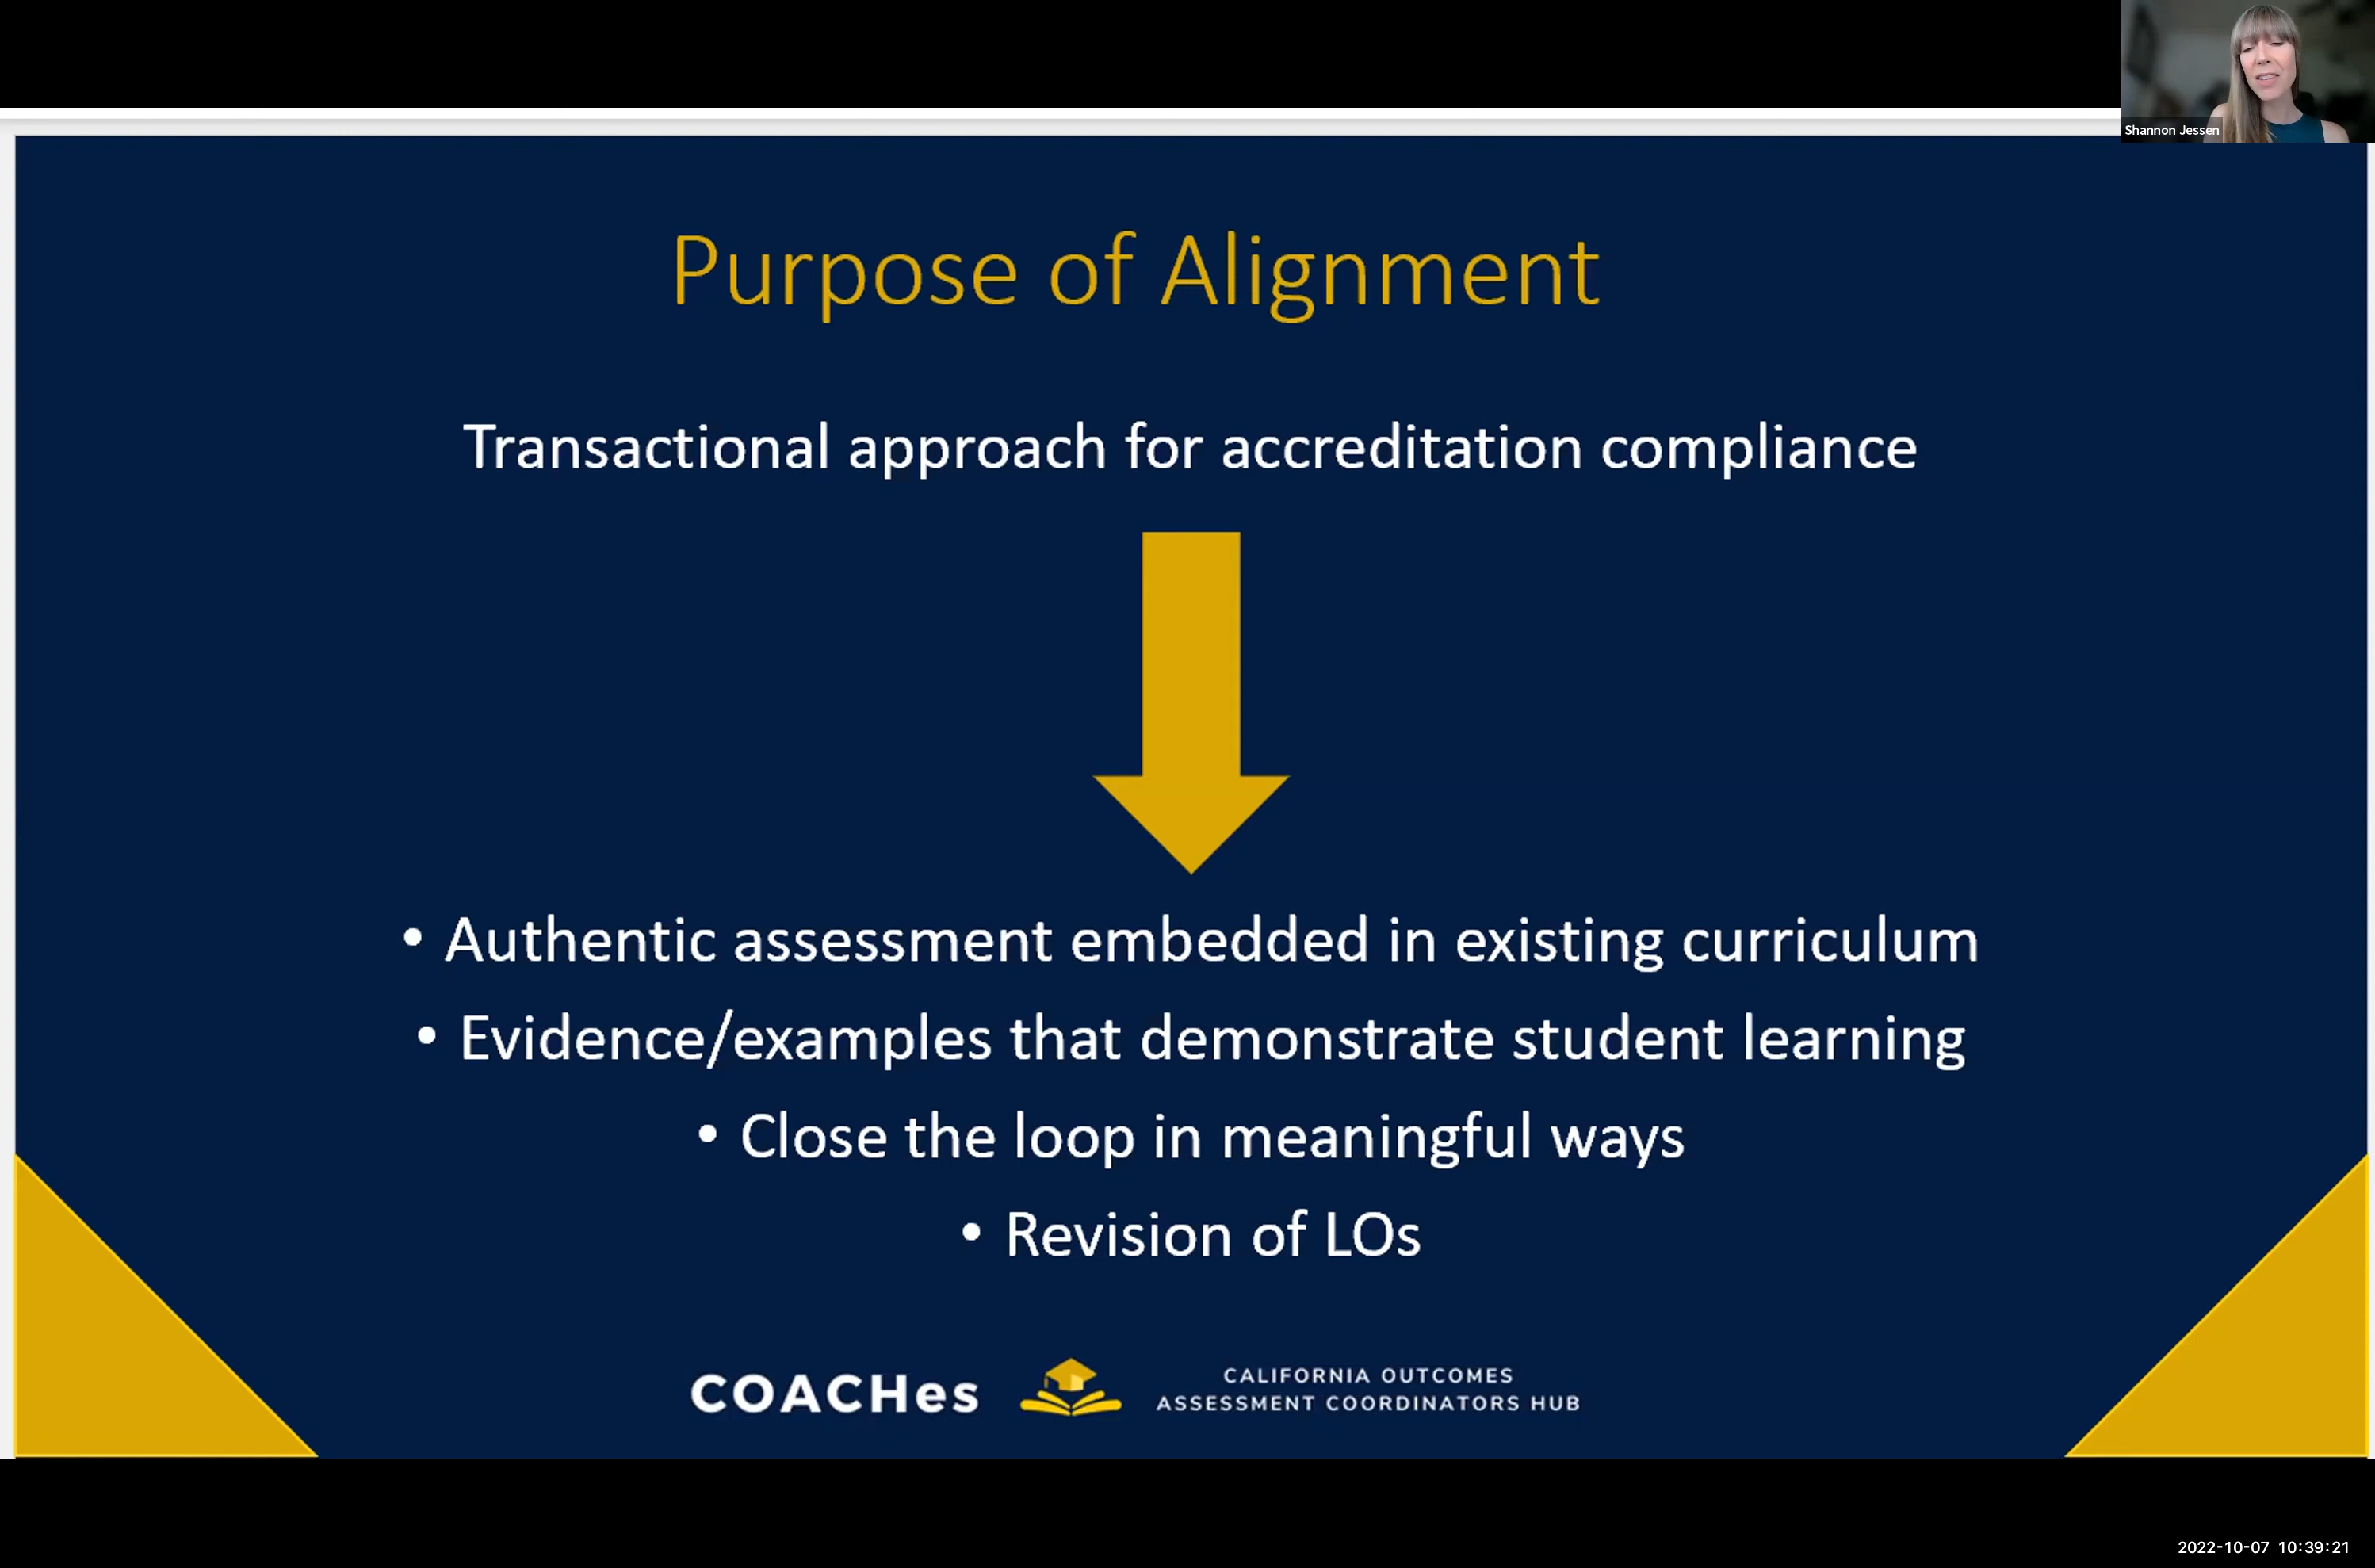 Shannon Jessen
Purpose of Alignment
Transactional approach for accreditation compliance
• Authentic assessment embedded in existing curriculum
• Evidence/examples that demonstrate student learning
• Close the loop in meaningful ways
• Revision of LOs
COACHes
CALIFORNIA OUTCOMES
ASSESSMENT COORDINATORS HUB
2022-10-07 10:39:21